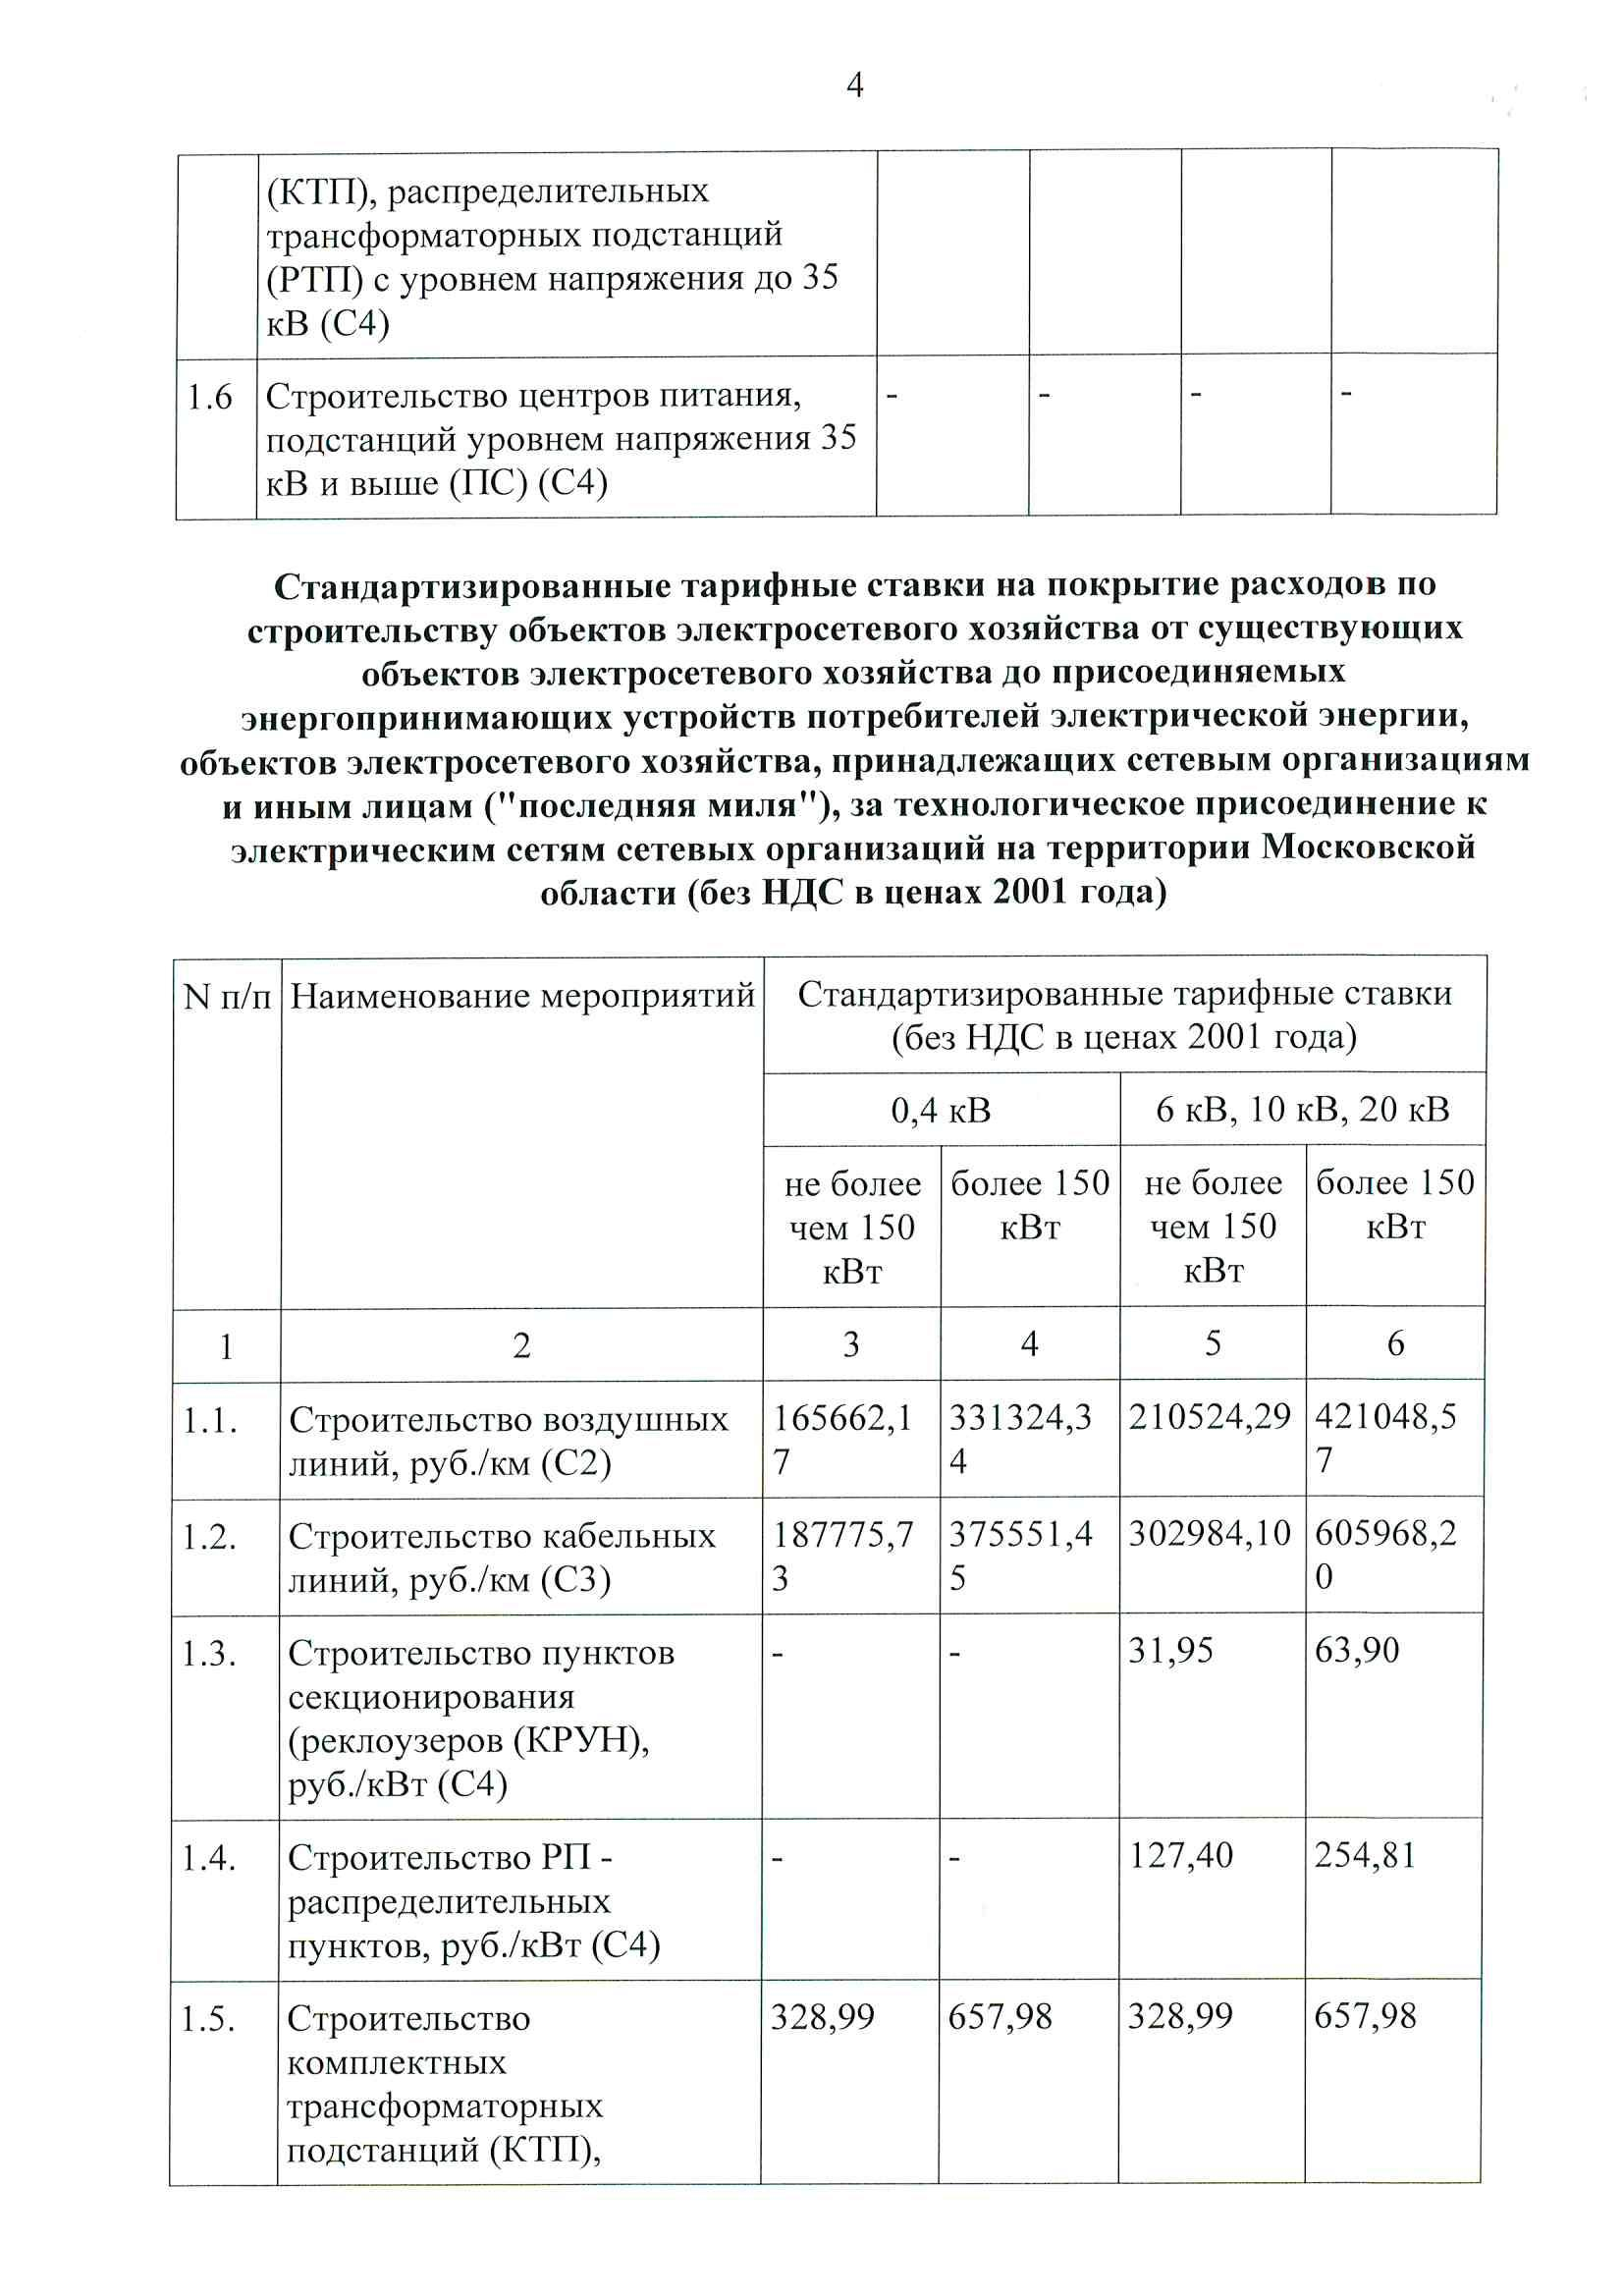 4
(КТП), распределительных
трансформаторных подстанций
(РТП) с уровнем напряжения до 35
кВ (С4)
1.6 Строительство центров питания, - - - -
подстанций уровнем напряжения 35
кВ и выше (ПС) (С4)
Стандартизированные тарифные ставки на покрытие расходов по
строительству объектов электросетевого хозяйства от существующих
объектов электросетевого хозяйства до присоединяемых
энергопринимающих устройств потребителей электрической энергии,
объектов электросетевого хозяйства, принадлежащих сетевым организациям
и иным лицам ("последняя миля"), за технологическое присоединение к
электрическим сетям сетевых организаций на территории Московской
области (без НДС в ценах 2001 года)
N п/п Наименование мероприятий Стандартизированные тарифные ставки
(без НДС в ценах 2001 года)
0,4 кВ 6 кВ, 10 кВ, 20 кВ
не более более 150 не более более 150
чем 150 кВт чем 150 кВт
кВт кВт
1 2 3 4 5 6
1.1. Строительство воздушных 165662,1 331324,3 210524,29 421048,5
линий, руб./км (С2) 7 4 7
1.2. Строительство кабельных 187775,7 375551,4 302984,10 605968,2
линий, руб./км (С3) 3 5 0
1.3. Строительство пунктов - - 31,95 63,90
секционирования
(реклоузеров (КРУН),
руб./кВт (С4)
1.4. Строительство РП - - - 127,40 254,81
распределительных
пунктов, руб./кВт (С4)
1.5. Строительство 328,99 657,98 328,99 657,98
комплектных
трансформаторных
подстанций (КТП),